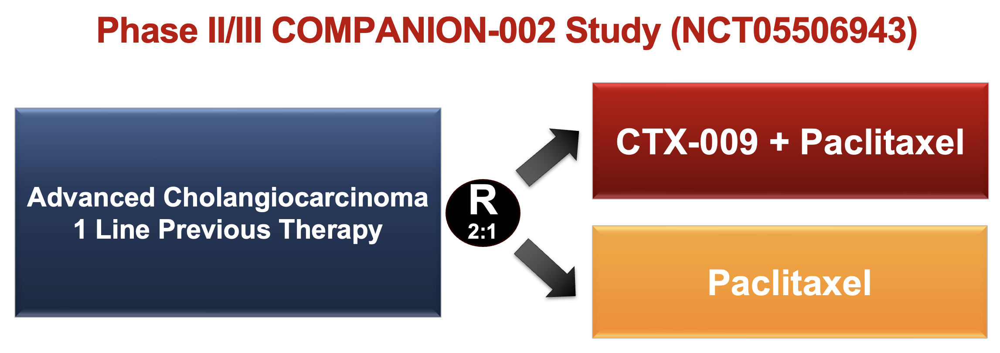 Phase II/III COMPANION-002 Study (NCT05506943)
Advanced Cholangiocarcinoma
1 Line Previous Therapy
R
2:1
CTX-009 + Paclitaxel
Paclitaxel